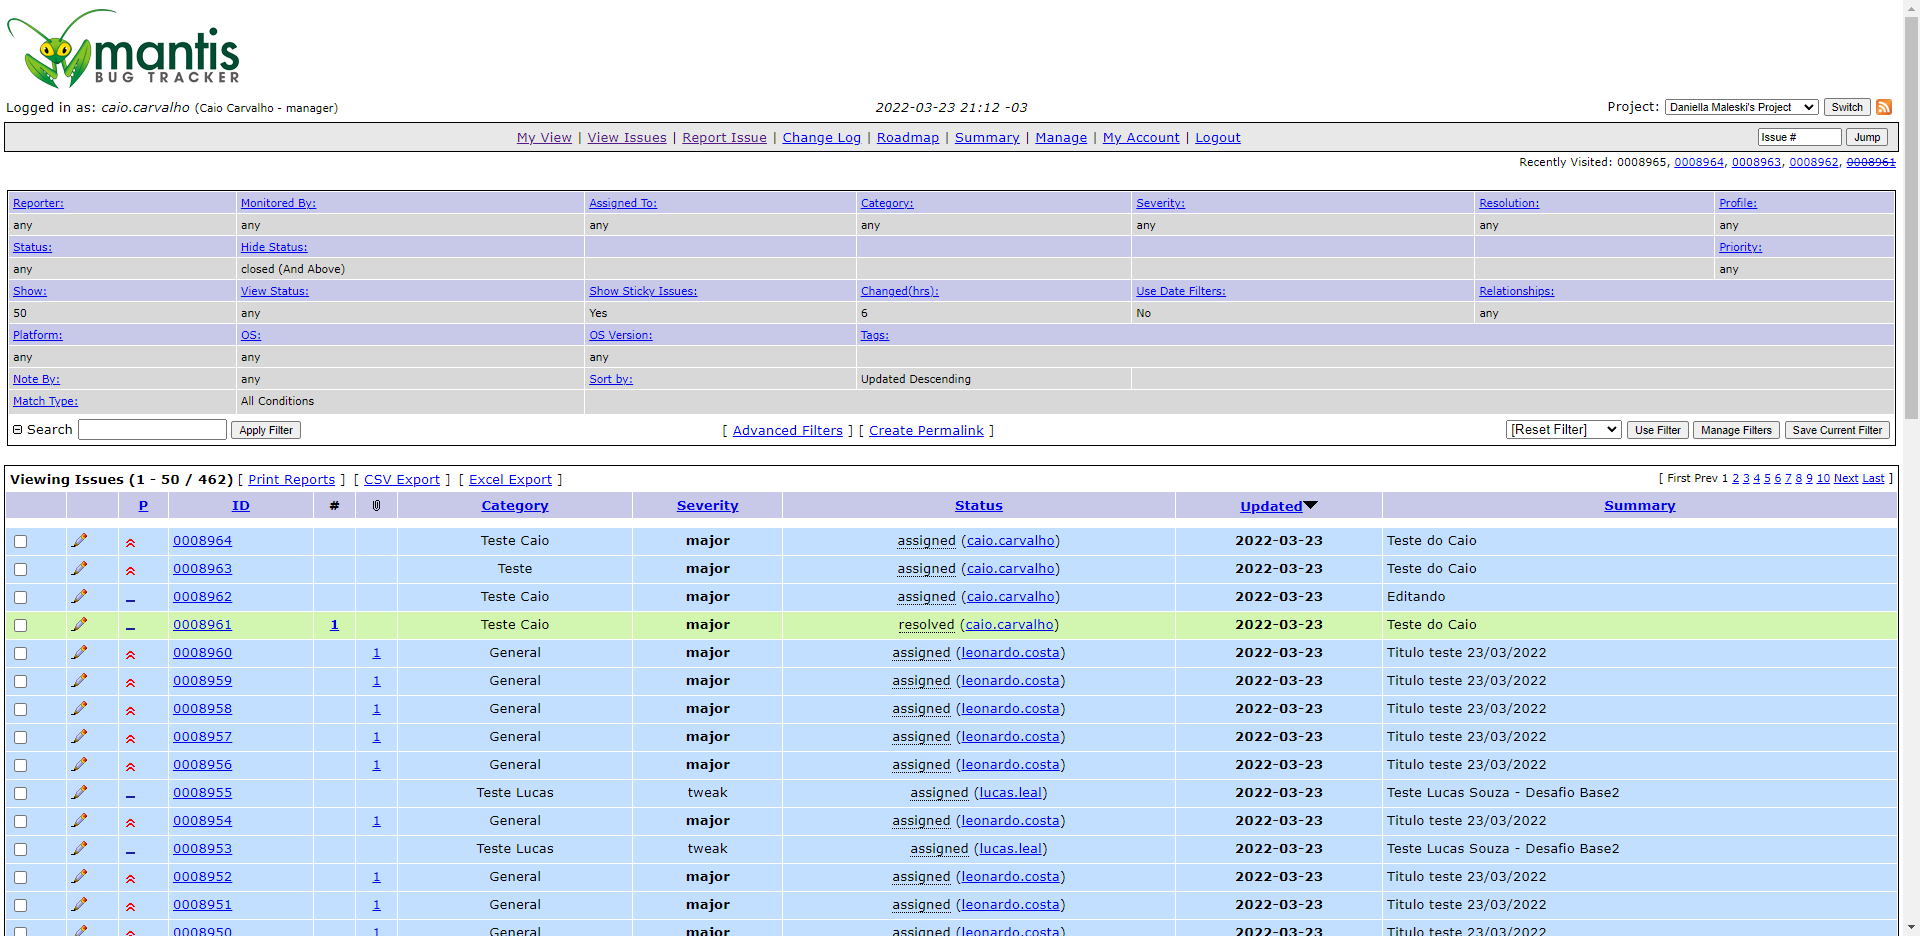 mantis
BUG TRACKER
Logged in as: caio.carvalho (Caio Carvalho - manager) 2022-03-23 21:12 -03 Project: Daniella Maleski's Project Switch
My View | View Issues | Report Issue | Change Log | Roadmap | Summary | Manage | My Account | Logout Issue # Jump
Recently Visited: 0008965, 0008964, 0008963, 0008962, 0008961
Reporter: Monitored By: Assigned To: Category: Severity: Resolution: Profile:
any any any any any any any
Status: Hide Status: Priority:
any closed (And Above) any
Show: View Status: Show Sticky Issues: Changed(hrs): Use Date Filters: Relationships:
50 any Yes 6 No any
Platform: OS: OS Version: Tags:
any any any
Note By: any Sort by: Updated Descending
Match Type: All Conditions
Search Apply Filter [ Advanced Filters ] [ Create Permalink ] [Reset Filter] Use Filter Manage Filters Save Current Filter
Viewing Issues (1 - 50 / 462) [ Print Reports ] [ CSV Export ] [ Excel Export ] [ First Prev 1 2 3 4 5 6 7 8 9 10 Next Last ]
P ID # Category Severity Status Updated Summary
0008964 Teste Caio major assigned (caio.carvalho) 2022-03-23 Teste do Caio
0008963 Teste major assigned (caio.carvalho) 2022-03-23 Teste do Caio
0008962 Teste Caio major assigned (caio.carvalho) 2022-03-23 Editando
0008961 1 Teste Caio major resolved (caio.carvalho) 2022-03-23 Teste do Caio
0008960 1 General major assigned (leonardo.costa) 2022-03-23 Titulo teste 23/03/2022
0008959 1 General major assigned (leonardo.costa) 2022-03-23 Titulo teste 23/03/2022
0008958 1 General major assigned (leonardo.costa) 2022-03-23 Titulo teste 23/03/2022
0008957 1 General major assigned (leonardo.costa) 2022-03-23 Titulo teste 23/03/2022
0008956 1 General major assigned (leonardo.costa) 2022-03-23 Titulo teste 23/03/2022
0008955 Teste Lucas tweak assigned (lucas.leal) 2022-03-23 Teste Lucas Souza - Desafio Base2
0008954 1 General major assigned (leonardo.costa) 2022-03-23 Titulo teste 23/03/2022
0008953 Teste Lucas tweak assigned (lucas.leal) 2022-03-23 Teste Lucas Souza - Desafio Base2
0008952 1 General major assigned (leonardo.costa) 2022-03-23 Titulo teste 23/03/2022
0008951 1 General major assigned (leonardo.costa) 2022-03-23 Titulo teste 23/03/2022
0008950 1 General major assigned (leonardo.costa) 2022-03-23 Titulo teste 23/03/2022